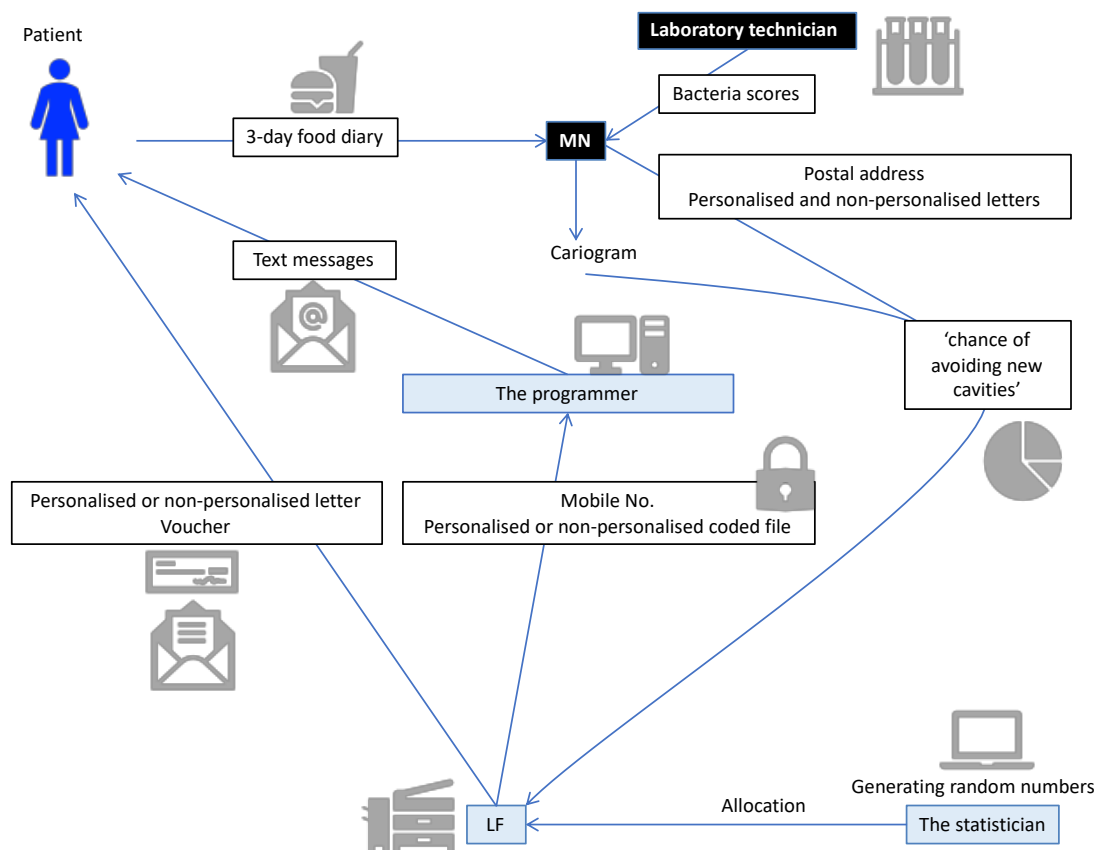 Patient
Laboratory technician
Bacteria scores
3-day food diary
MN
Postal address
Personalised and non-personalised letters
Text messages
@
Cariogram
‘chance of
avoiding new
cavities’
The programmer
Personalised or non-personalised letter
Voucher
Mobile No.
Personalised or non-personalised coded file
Generating random numbers
Allocation
LF
The statistician